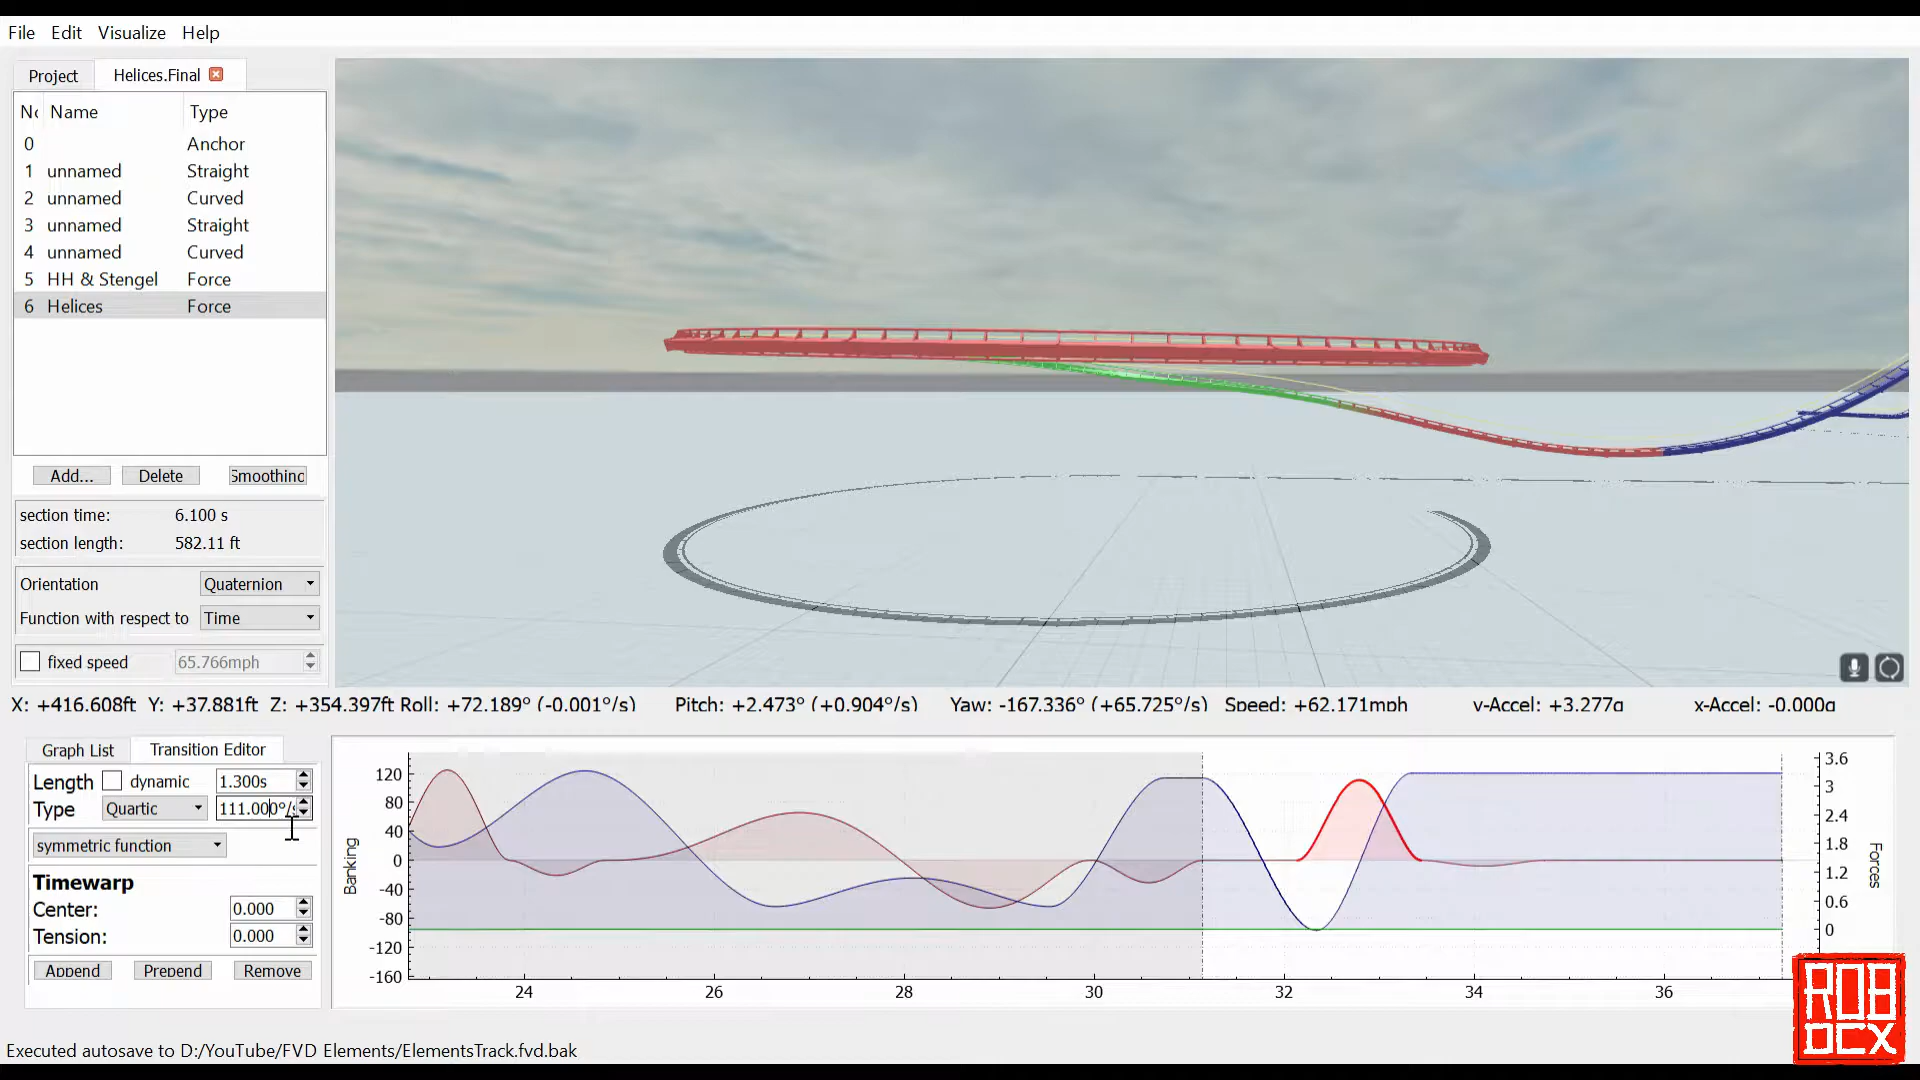 File Edit Visualize Help
Project Helices.Final
Name Type
0 Anchor
1 unnamed Straight
2 unnamed Curved
3 unnamed Straight
4 unnamed Curved
5 HH & Stengel Force
6 Helices Force
Add... Delete Smoothing
section time: 6.100 s
section length: 582.11 ft
Orientation Quaternion
Function with respect to Time
fixed speed 65.766mph
X: +416.608ft Y: +37.881ft Z: +354.397ft Roll: +72.189° (-0.001°/s) Pitch: +2.473° (+0.904°/s) Yaw: -167.336° (+65.725°/s) Speed: +62.171mph v-Accel: +3.277g x-Accel: -0.000g
Graph List Transition Editor
Length dynamic 1.300s
Type Quartic 111.000°/s
symmetric function
Timewarp
Center: 0.000
Tension: 0.000
Append Prepend Remove
Banking
120
80
40
0
-40
-80
-120
-160
24 26 28 30 32 34 36
3.6
3
2.4
1.8
1.2
0.6
0
Forces
ROB
DCX
Executed autosave to D:/YouTube/FVD Elements/ElementsTrack.fvd.bak